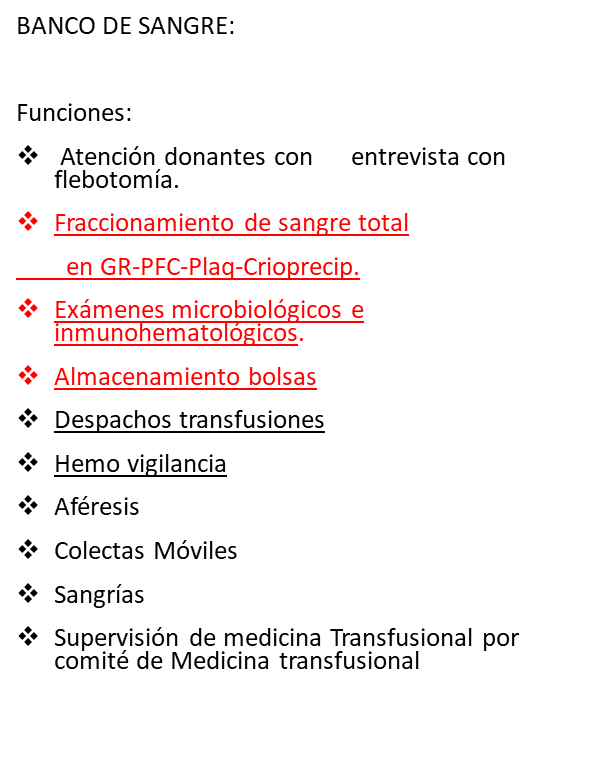 BANCO DE SANGRE:
Funciones:
❖ Atención donantes con entrevista con
flebotomía.
❖ Fraccionamiento de sangre total
en GR-PFC-Plaq-Crioprecip.
❖ Exámenes microbiológicos e
inmunohematológicos.
❖ Almacenamiento bolsas
❖ Despachos transfusiones
❖ Hemo vigilancia
❖ Aféresis
❖ Colectas Móviles
❖ Sangrías
❖ Supervisión de medicina Transfusional por
comité de Medicina transfusional